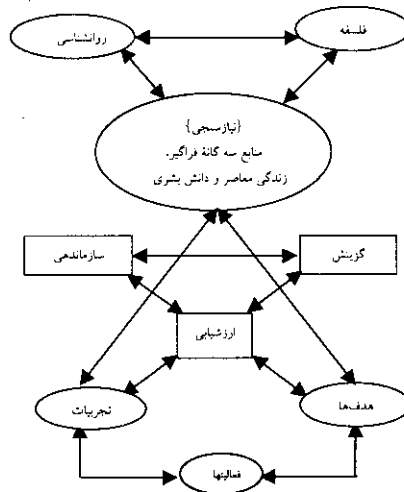 فلسفه
روانشناسی
{نیازسنجی}
منابع سه گانهٔ فراگیر.
زندگی معاصر و دانش بشری
گزینش
سازماندهی
ارزشیابی
هدف‌ها
تجربیات
فعالیتها